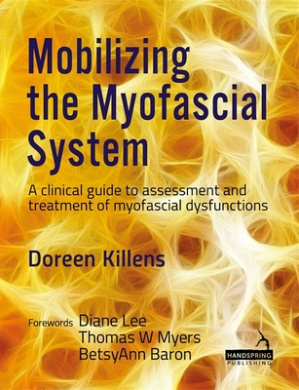 Mobilizing
the Myofascial
System
A clinical guide to assessment and
treatment of myofascial dysfunctions
Doreen Killens
Forewords Diane Lee
Thomas W Myers
BetsyAnn Baron
HANDSPRING
PUBLISHING